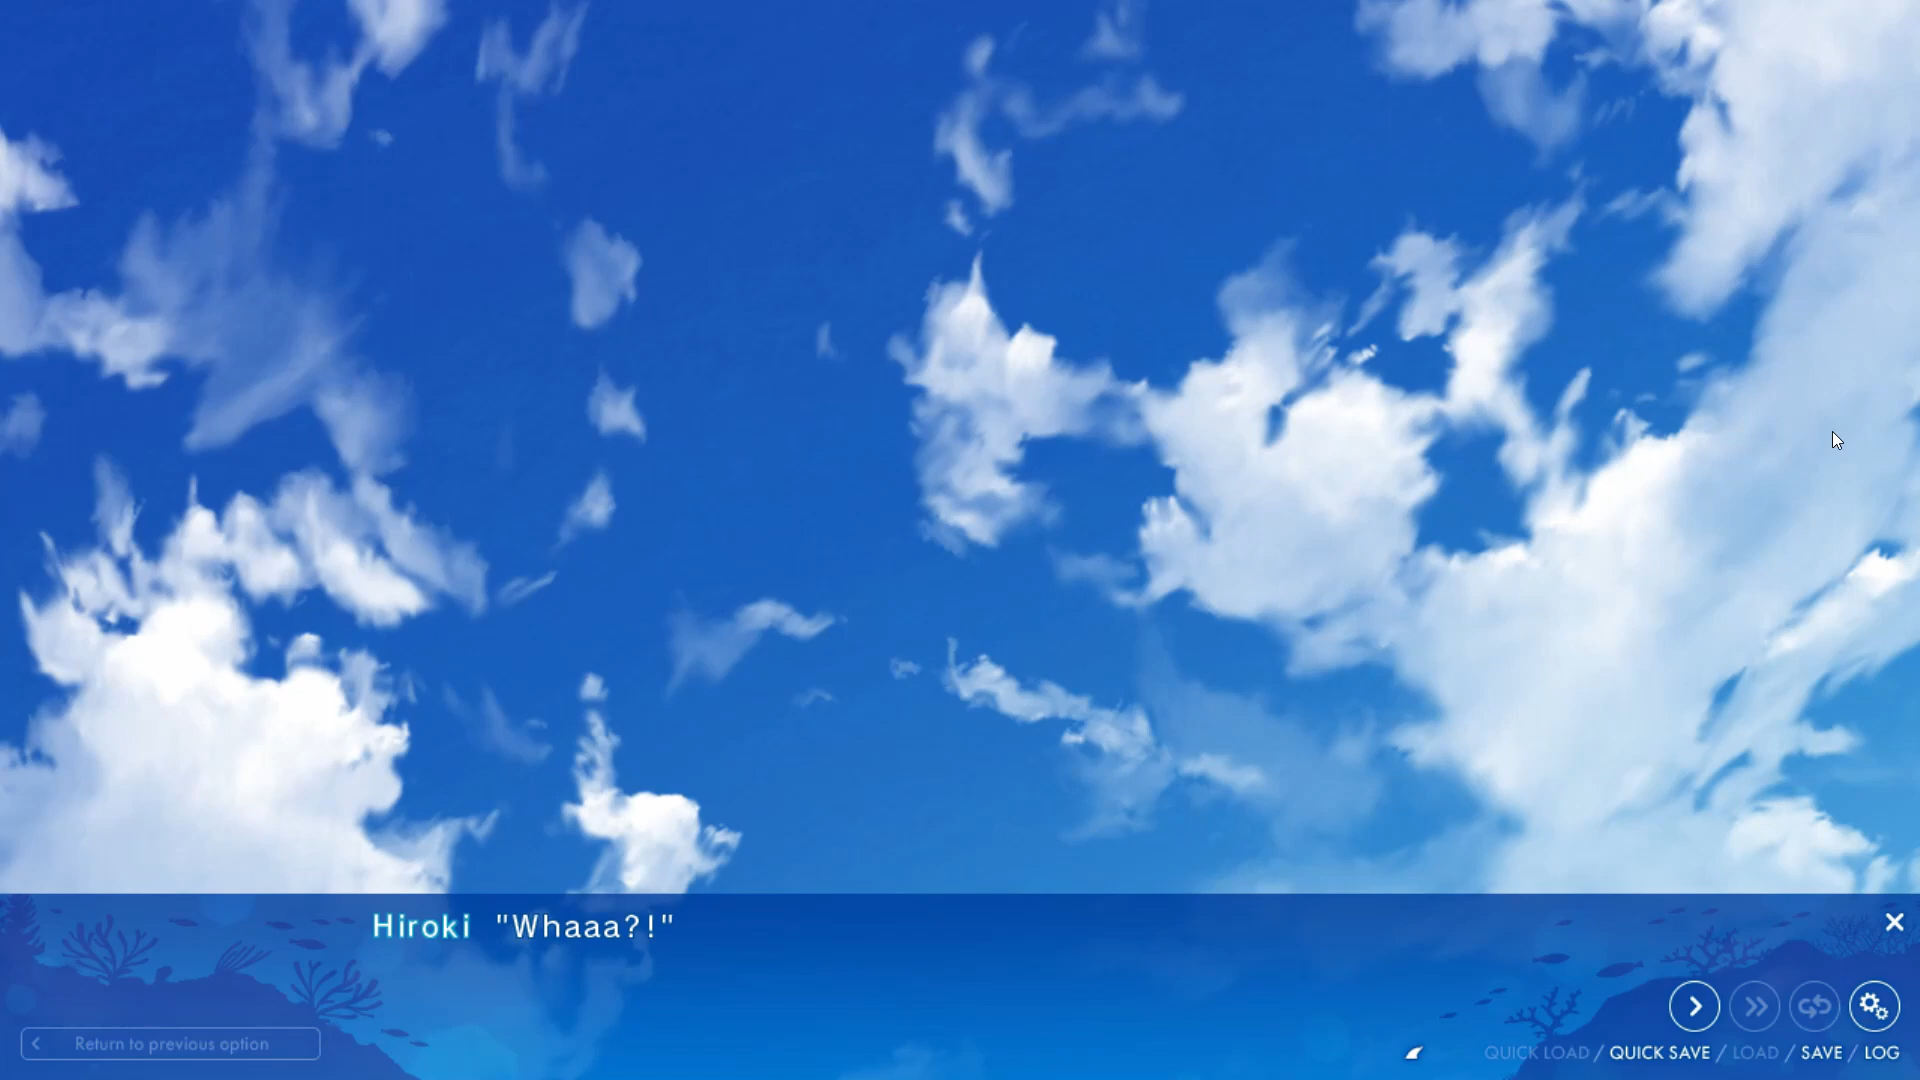 Hiroki "Whaaa?!"
Return to previous option
QUICK LOAD / QUICK SAVE / LOAD / SAVE / LOG